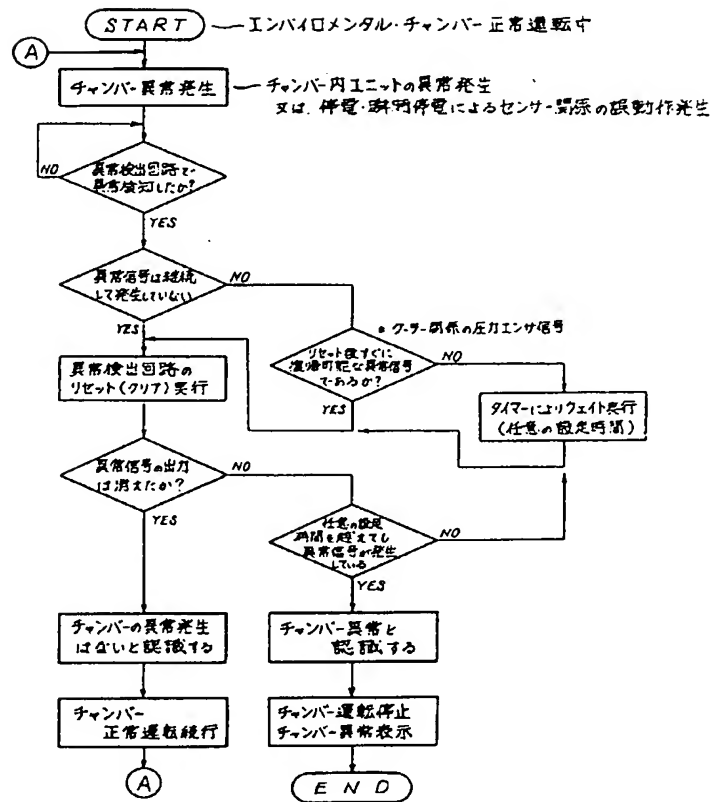 START
エンバイロメンタル・チャンバー 正常運転中
A
チャンバー異常発生
チャンバー内ユニットの異常発生
又は、停電・瞬時停電によるセンサー関係の誤動作発生
異常検出回路で
異常検知したか?
NO
YES
異常信号は継続
して発生していない
NO
YES
* クーラー関係の圧力センサ信号
リセット後すぐに
復帰可能な異常信号
であるか?
NO
YES
異常検出回路の
リセット(クリア)実行
タイマーによりウェイト実行
(任意の設定時間)
異常信号の出力
は消えたか?
NO
YES
任意の設定
時間を超えても
異常信号が発生
している
NO
YES
チャンバーの異常発生
はないと認識する
チャンバー異常と
認識する
チャンバー
正常運転続行
チャンバー運転停止
チャンバー異常表示
A
END